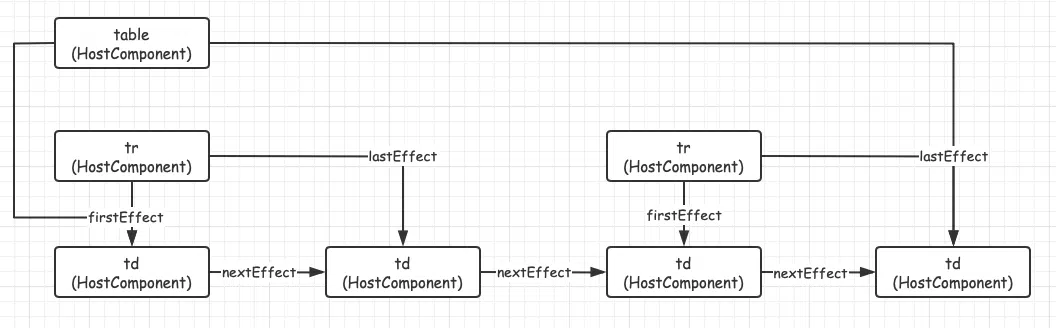 table
(HostComponent)
tr
(HostComponent)
lastEffect
tr
(HostComponent)
lastEffect
firstEffect
firstEffect
td
(HostComponent)
nextEffect
td
(HostComponent)
nextEffect
td
(HostComponent)
nextEffect
td
(HostComponent)